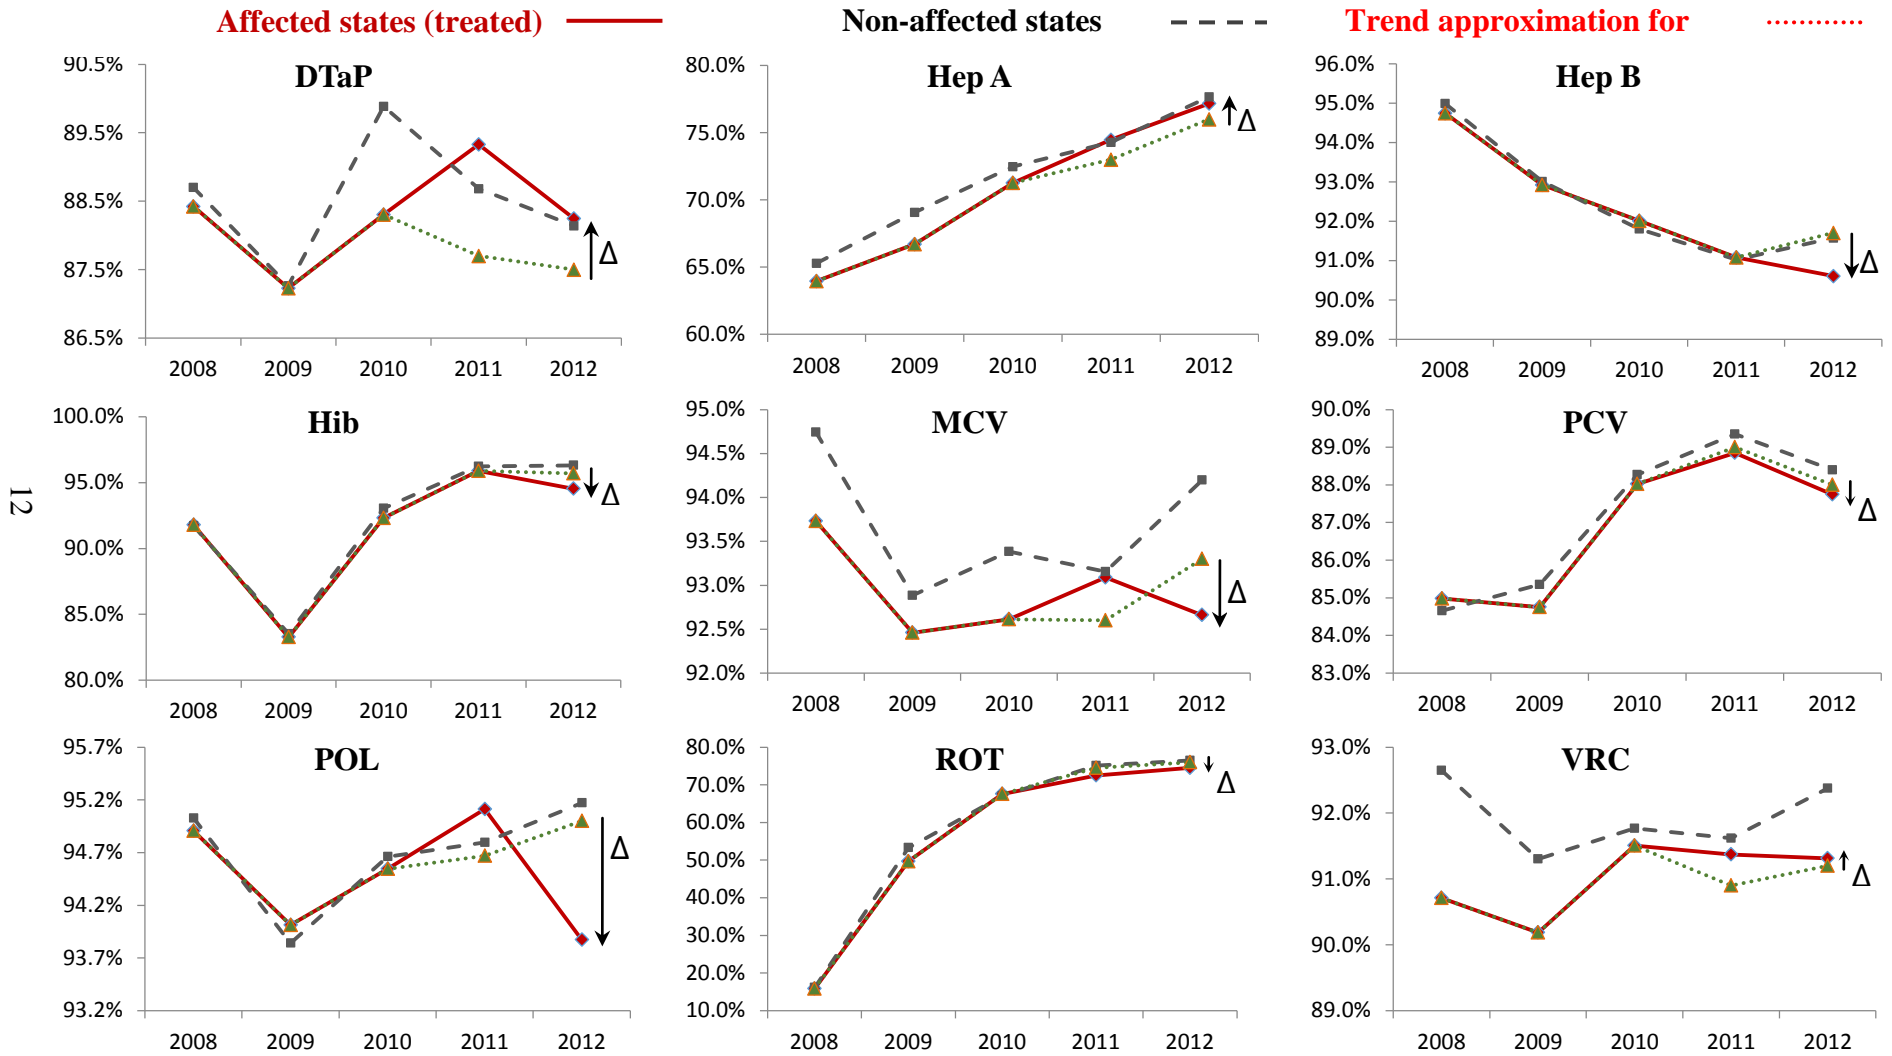 Affected states (treated) Non-affected states Trend approximation for
DTaP
90.5%
89.5%
88.5%
87.5%
86.5%
2008 2009 2010 2011 2012
Δ
Hep A
80.0%
75.0%
70.0%
65.0%
60.0%
2008 2009 2010 2011 2012
Δ
Hep B
96.0%
95.0%
94.0%
93.0%
92.0%
91.0%
90.0%
89.0%
2008 2009 2010 2011 2012
Δ
12
Hib
100.0%
95.0%
90.0%
85.0%
80.0%
2008 2009 2010 2011 2012
Δ
MCV
95.0%
94.5%
94.0%
93.5%
93.0%
92.5%
92.0%
2008 2009 2010 2011 2012
Δ
PCV
90.0%
89.0%
88.0%
87.0%
86.0%
85.0%
84.0%
83.0%
2008 2009 2010 2011 2012
Δ
POL
95.7%
95.2%
94.7%
94.2%
93.7%
93.2%
2008 2009 2010 2011 2012
Δ
ROT
80.0%
70.0%
60.0%
50.0%
40.0%
30.0%
20.0%
10.0%
2008 2009 2010 2011 2012
Δ
VRC
93.0%
92.0%
91.0%
90.0%
89.0%
2008 2009 2010 2011 2012
Δ